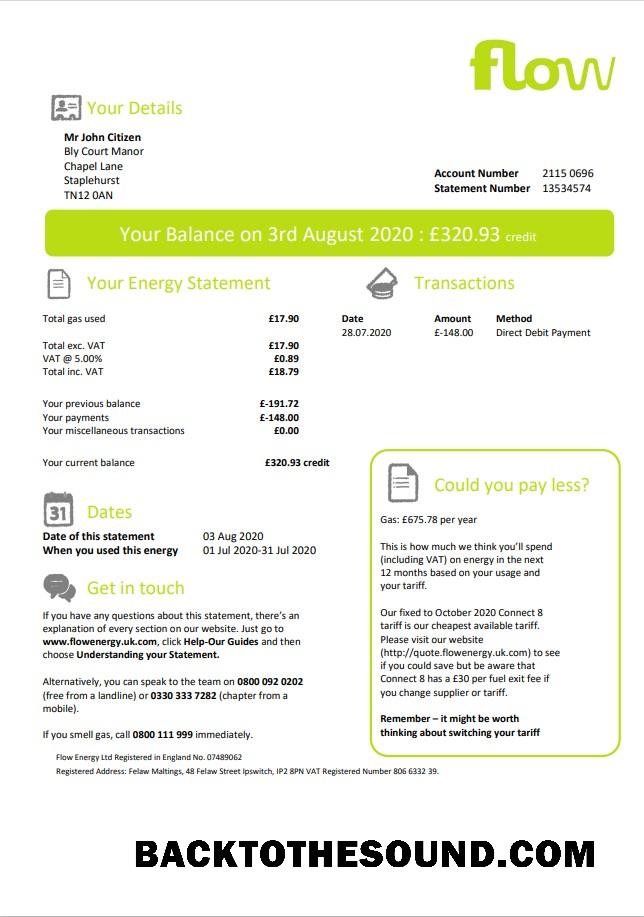 flow
Your Details
Mr John Citizen
Bly Court Manor
Chapel Lane
Staplehurst
TN12 0AN
Account Number 2115 0696
Statement Number 13534574
Your Balance on 3rd August 2020 : £320.93 credit
Your Energy Statement
Total gas used £17.90
Total exc. VAT £17.90
VAT @ 5.00% £0.89
Total inc. VAT £18.79
Your previous balance £-191.72
Your payments £-148.00
Your miscellaneous transactions £0.00
Your current balance £320.93 credit
Transactions
Date Amount Method
28.07.2020 £-148.00 Direct Debit Payment
31
Dates
Date of this statement 03 Aug 2020
When you used this energy 01 Jul 2020-31 Jul 2020
Get in touch
If you have any questions about this statement, there's an
explanation of every section on our website. Just go to
www.flowenergy.uk.com, click Help-Our Guides and then
choose Understanding your Statement.
Alternatively, you can speak to the team on 0800 092 0202
(free from a landline) or 0330 333 7282 (chapter from a
mobile).
If you smell gas, call 0800 111 999 immediately.
Could you pay less?
Gas: £675.78 per year
This is how much we think you'll spend
(including VAT) on energy in the next
12 months based on your usage and
your tariff.
Our fixed to October 2020 Connect 8
tariff is our cheapest available tariff.
Please visit our website
(http://quote.flowenergy.uk.com) to see
if you could save but be aware that
Connect 8 has a £30 per fuel exit fee if
you change supplier or tariff.
Remember – it might be worth
thinking about switching your tariff
Flow Energy Ltd Registered in England No. 07489062
Registered Address: Felaw Maltings, 48 Felaw Street Ipswitch, IP2 8PN VAT Registered Number 806 6332 39.
BACKTOTHESOUND.COM